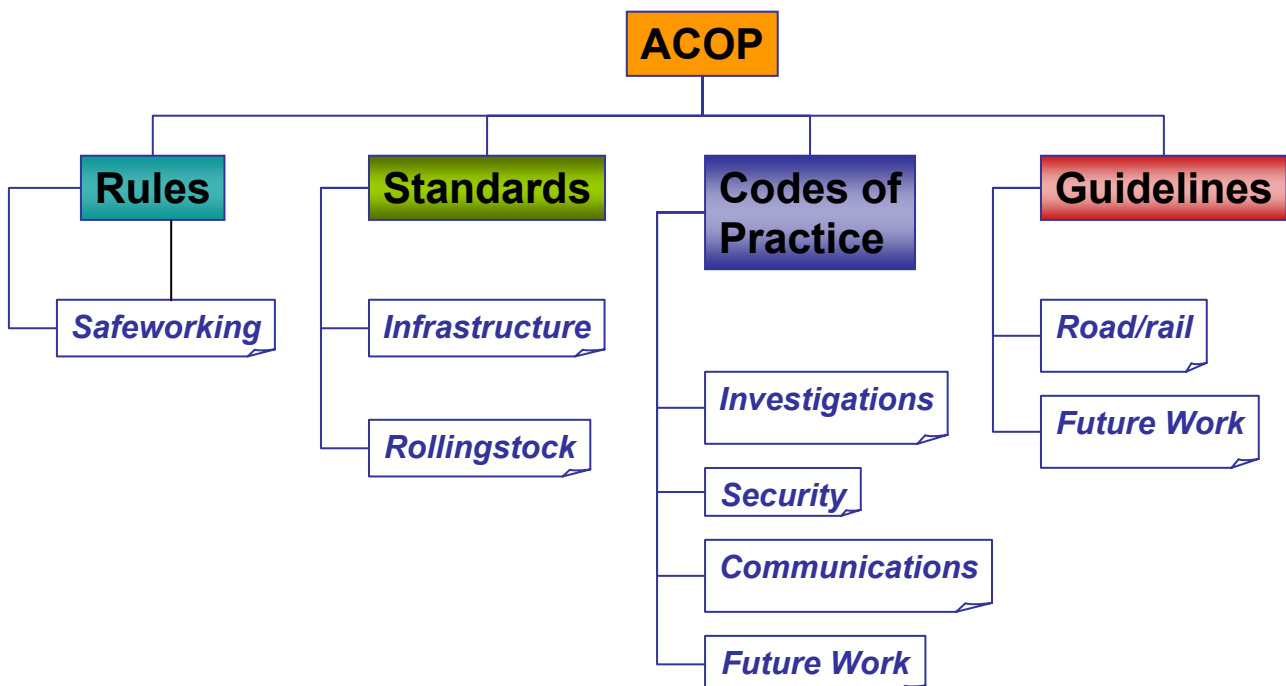 ACOP
Rules
Safeworking
Standards
Infrastructure
Rollingstock
Codes of
Practice
Investigations
Security
Communications
Future Work
Guidelines
Road/rail
Future Work